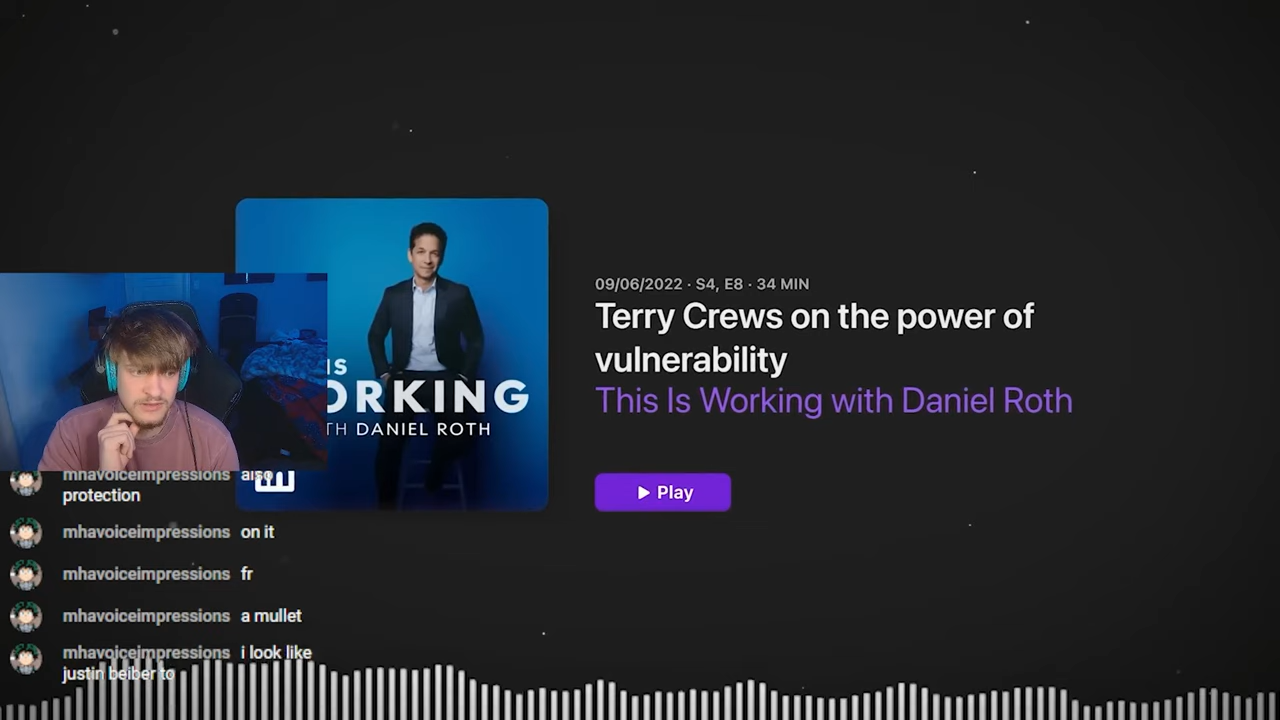 09/06/2022 · S4, E8 · 34 MIN
Terry Crews on the power of
vulnerability
This Is Working with Daniel Roth
Play
IS
ORKING
TH DANIEL ROTH
mhavoiceimpressions also
protection
mhavoiceimpressions on it
mhavoiceimpressions fr
mhavoiceimpressions a mullet
mhavoiceimpressions i look like
justin beiber to